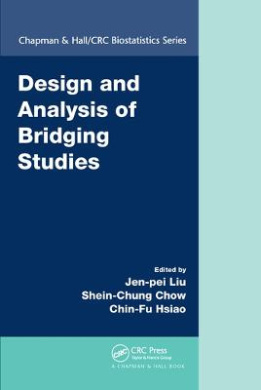 Chapman & Hall/CRC Biostatistics Series
Design and
Analysis of
Bridging
Studies
Edited by
Jen-pei Liu
Shein-Chung Chow
Chin-Fu Hsiao
CRC Press
Taylor & Francis Group
A CHAPMAN & HALL BOOK